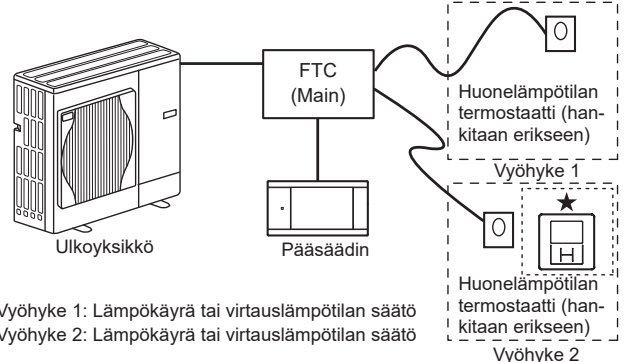 FTC
(Main)
Huonelämpötilan
termostaatti (han-
kitaan erikseen)
Vyöhyke 1
Ulkoyksikkö
Pääsäädin
H
Huonelämpötilan
termostaatti (han-
kitaan erikseen)
Vyöhyke 2
Vyöhyke 1: Lämpökäyrä tai virtauslämpötilan säätö
Vyöhyke 2: Lämpökäyrä tai virtauslämpötilan säätö